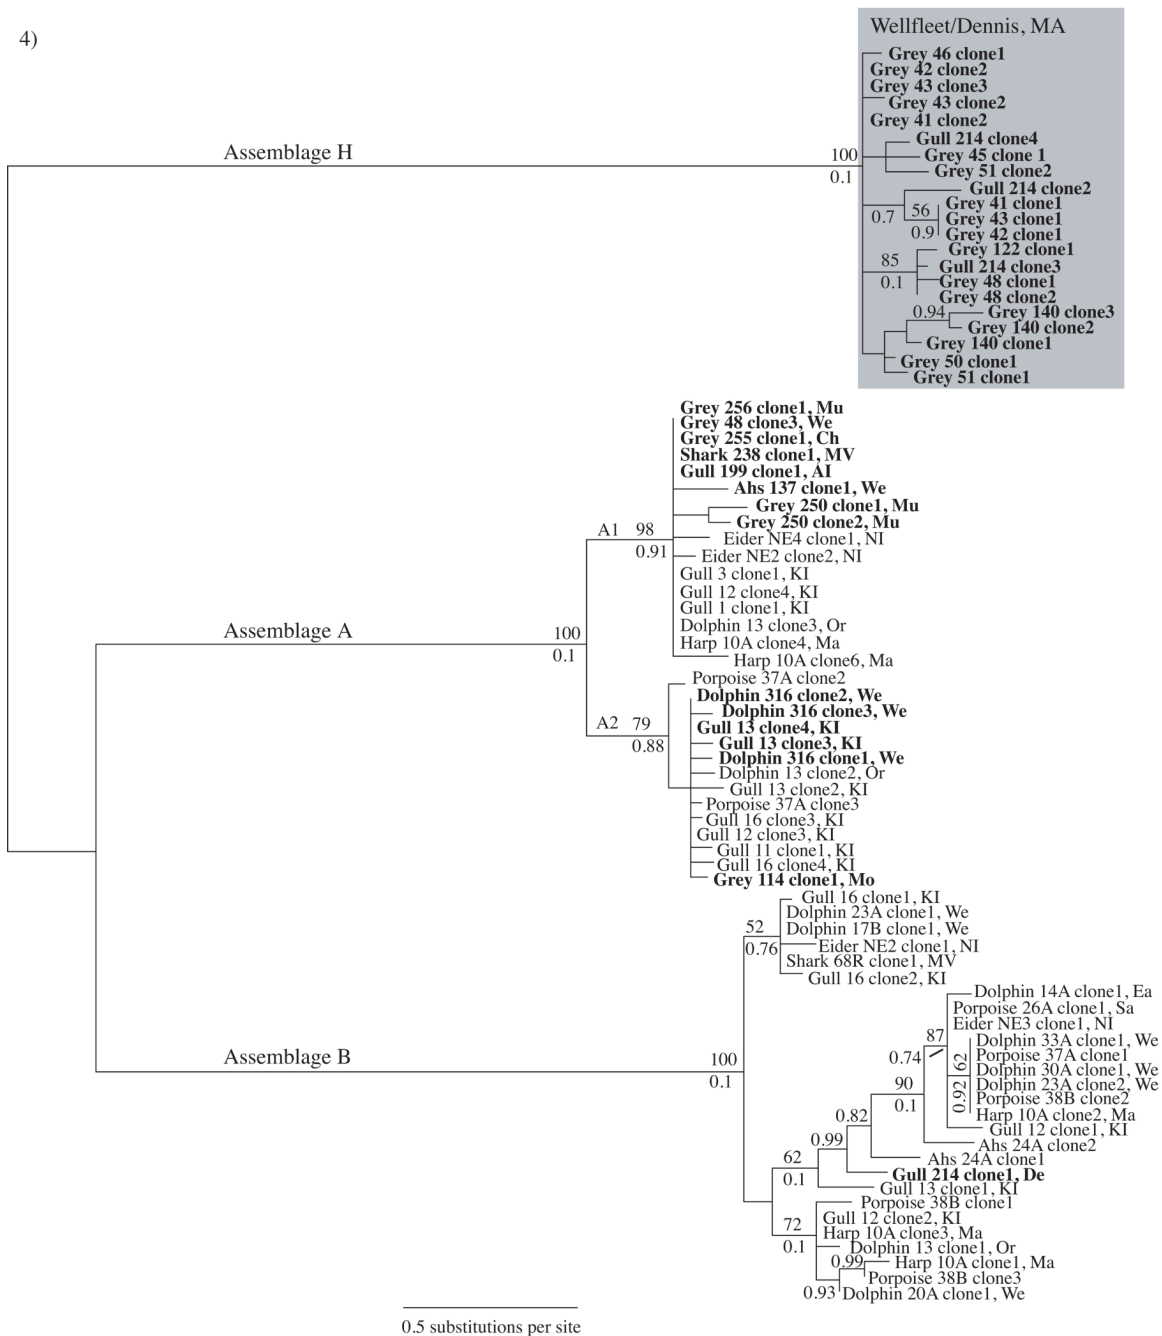 4)
Wellfleet/Dennis, MA
Grey 46 clone1
Grey 42 clone2
Grey 43 clone3
Grey 43 clone2
Grey 41 clone2
Gull 214 clone4
Assemblage H
100
0.1
Grey 45 clone 1
Grey 51 clone2
Gull 214 clone2
0.7
56
0.9
Grey 41 clone1
Grey 43 clone1
Grey 42 clone1
Grey 122 clone1
85
0.1
Gull 214 clone3
Grey 48 clone1
Grey 48 clone2
0.94
Grey 140 clone3
Grey 140 clone2
Grey 140 clone1
Grey 50 clone1
Grey 51 clone1
Grey 256 clone1, Mu
Grey 48 clone3, We
Grey 255 clone1, Ch
Shark 238 clone1, MV
Gull 199 clone1, AI
Ahs 137 clone1, We
Grey 250 clone1, Mu
Grey 250 clone2, Mu
A1 98
0.91
Eider NE4 clone1, NI
Eider NE2 clone2, NI
Gull 3 clone1, KI
Gull 12 clone4, KI
Gull 1 clone1, KI
Dolphin 13 clone3, Or
Assemblage A
100
0.1
Harp 10A clone4, Ma
Harp 10A clone6, Ma
Porpoise 37A clone2
Dolphin 316 clone2, We
Dolphin 316 clone3, We
A2 79
0.88
Gull 13 clone4, KI
Gull 13 clone3, KI
Dolphin 316 clone1, We
Dolphin 13 clone2, Or
Gull 13 clone2, KI
Porpoise 37A clone3
Gull 16 clone3, KI
Gull 12 clone3, KI
Gull 11 clone1, KI
Gull 16 clone4, KI
Grey 114 clone1, Mo
Gull 16 clone1, KI
Dolphin 23A clone1, We
52
0.76
Dolphin 17B clone1, We
Eider NE2 clone1, NI
Shark 68R clone1, MV
Gull 16 clone2, KI
Dolphin 14A clone1, Ea
Porpoise 26A clone1, Sa
Eider NE3 clone1, NI
87
0.74
Dolphin 33A clone1, We
Porpoise 37A clone1
62
0.92
Dolphin 30A clone1, We
Dolphin 23A clone2, We
Porpoise 38B clone2
Harp 10A clone2, Ma
Assemblage B
100
0.1
90
0.1
Gull 12 clone1, KI
Ahs 24A clone2
0.82
0.99
Ahs 24A clone1
62
0.1
Gull 214 clone1, De
Gull 13 clone1, KI
Porpoise 38B clone1
72
0.1
Gull 12 clone2, KI
Harp 10A clone3, Ma
Dolphin 13 clone1, Or
0.99
Harp 10A clone1, Ma
Porpoise 38B clone3
0.93
Dolphin 20A clone1, We
0.5 substitutions per site